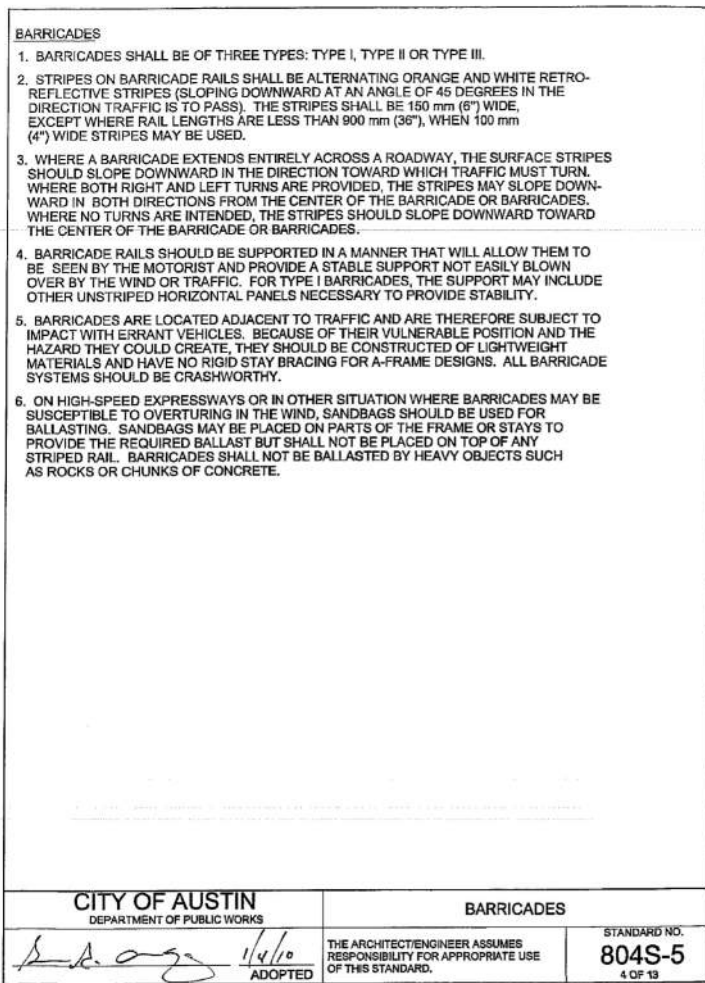 BARRICADES
1. BARRICADES SHALL BE OF THREE TYPES: TYPE I, TYPE II OR TYPE III.
2. STRIPES ON BARRICADE RAILS SHALL BE ALTERNATING ORANGE AND WHITE RETRO-
REFLECTIVE STRIPES (SLOPING DOWNWARD AT AN ANGLE OF 45 DEGREES IN THE
DIRECTION TRAFFIC IS TO PASS). THE STRIPES SHALL BE 150 mm (6") WIDE,
EXCEPT WHERE RAIL LENGTHS ARE LESS THAN 900 mm (36"), WHEN 100 mm
(4") WIDE STRIPES MAY BE USED.
3. WHERE A BARRICADE EXTENDS ENTIRELY ACROSS A ROADWAY, THE SURFACE STRIPES
SHOULD SLOPE DOWNWARD IN THE DIRECTION TOWARD WHICH TRAFFIC MUST TURN.
WHERE BOTH RIGHT AND LEFT TURNS ARE PROVIDED, THE STRIPES MAY SLOPE DOWN-
WARD IN BOTH DIRECTIONS FROM THE CENTER OF THE BARRICADE OR BARRICADES.
WHERE NO TURNS ARE INTENDED, THE STRIPES SHOULD SLOPE DOWNWARD TOWARD
THE CENTER OF THE BARRICADE OR BARRICADES.
4. BARRICADE RAILS SHOULD BE SUPPORTED IN A MANNER THAT WILL ALLOW THEM TO
BE SEEN BY THE MOTORIST AND PROVIDE A STABLE SUPPORT NOT EASILY BLOWN
OVER BY THE WIND OR TRAFFIC. FOR TYPE I BARRICADES, THE SUPPORT MAY INCLUDE
OTHER UNSTRIPED HORIZONTAL PANELS NECESSARY TO PROVIDE STABILITY.
5. BARRICADES ARE LOCATED ADJACENT TO TRAFFIC AND ARE THEREFORE SUBJECT TO
IMPACT WITH ERRANT VEHICLES. BECAUSE OF THEIR VULNERABLE POSITION AND THE
HAZARD THEY COULD CREATE, THEY SHOULD BE CONSTRUCTED OF LIGHTWEIGHT
MATERIALS AND HAVE NO RIGID STAY BRACING FOR A-FRAME DESIGNS. ALL BARRICADE
SYSTEMS SHOULD BE CRASHWORTHY.
6. ON HIGH-SPEED EXPRESSWAYS OR IN OTHER SITUATION WHERE BARRICADES MAY BE
SUSCEPTIBLE TO OVERTURING IN THE WIND, SANDBAGS SHOULD BE USED FOR
BALLASTING. SANDBAGS MAY BE PLACED ON PARTS OF THE FRAME OR STAYS TO
PROVIDE THE REQUIRED BALLAST BUT SHALL NOT BE PLACED ON TOP OF ANY
STRIPED RAIL. BARRICADES SHALL NOT BE BALLASTED BY HEAVY OBJECTS SUCH
AS ROCKS OR CHUNKS OF CONCRETE.
CITY OF AUSTIN
DEPARTMENT OF PUBLIC WORKS
BARRICADES
1/4/10
ADOPTED
THE ARCHITECT/ENGINEER ASSUMES
RESPONSIBILITY FOR APPROPRIATE USE
OF THIS STANDARD.
STANDARD NO.
804S-5
4 OF 13